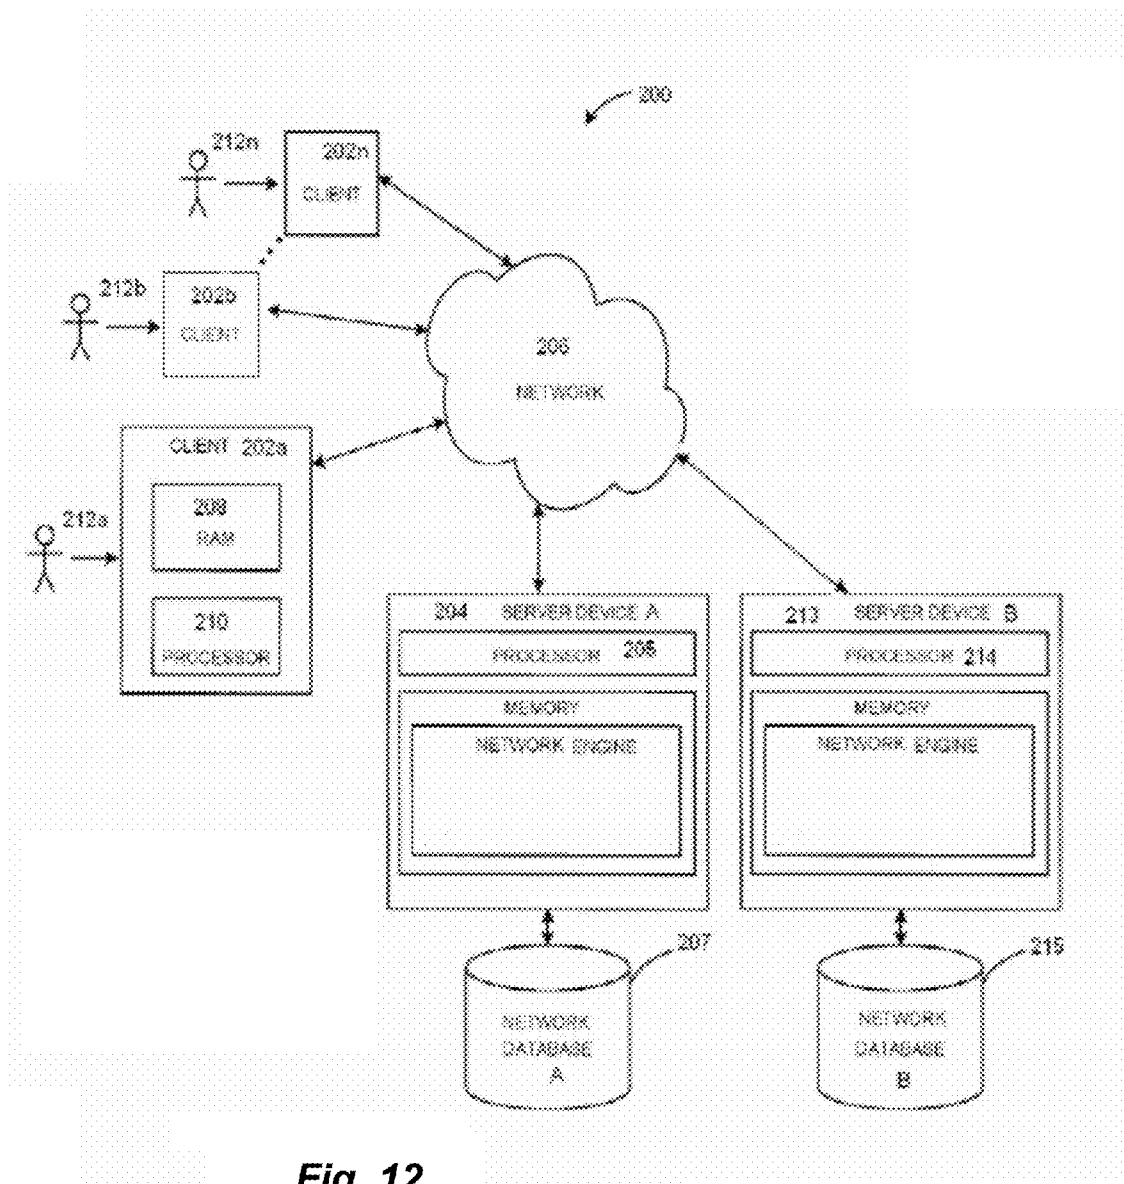 200
212n
202n
CLIENT
212b
202b
CLIENT
206
NETWORK
CLIENT 202a
208
RAM
212a
210
PROCESSOR
204 SERVER DEVICE A
PROCESSOR 205
MEMORY
NETWORK ENGINE
213 SERVER DEVICE B
PROCESSOR 214
MEMORY
NETWORK ENGINE
207
NETWORK
DATABASE
A
215
NETWORK
DATABASE
B
Fig. 12